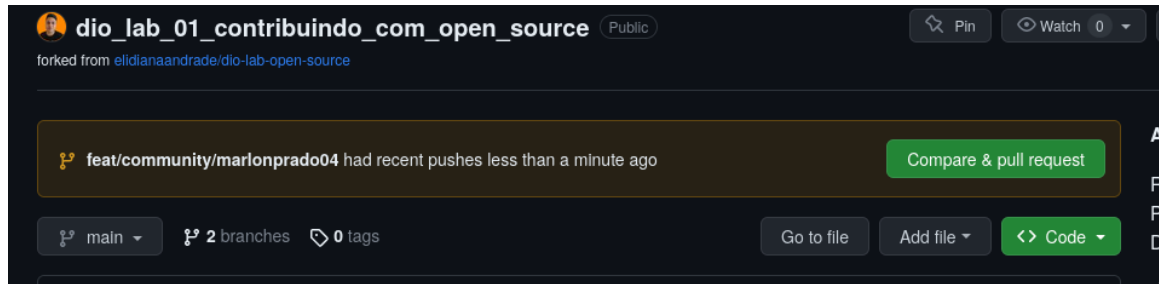 dio_lab_01_contribuindo_com_open_source Public Pin Watch 0
forked from elidianaandrade/dio-lab-open-source
feat/community/marlonprado04 had recent pushes less than a minute ago Compare & pull request
main 2 branches 0 tags Go to file Add file <> Code